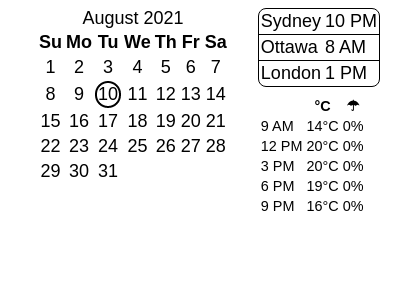 August 2021
Su Mo Tu We Th Fr Sa
1 2 3 4 5 6 7
8 9 10 11 12 13 14
15 16 17 18 19 20 21
22 23 24 25 26 27 28
29 30 31
Sydney 10 PM
Ottawa 8 AM
London 1 PM
°C ☂
9 AM 14°C 0%
12 PM 20°C 0%
3 PM 20°C 0%
6 PM 19°C 0%
9 PM 16°C 0%